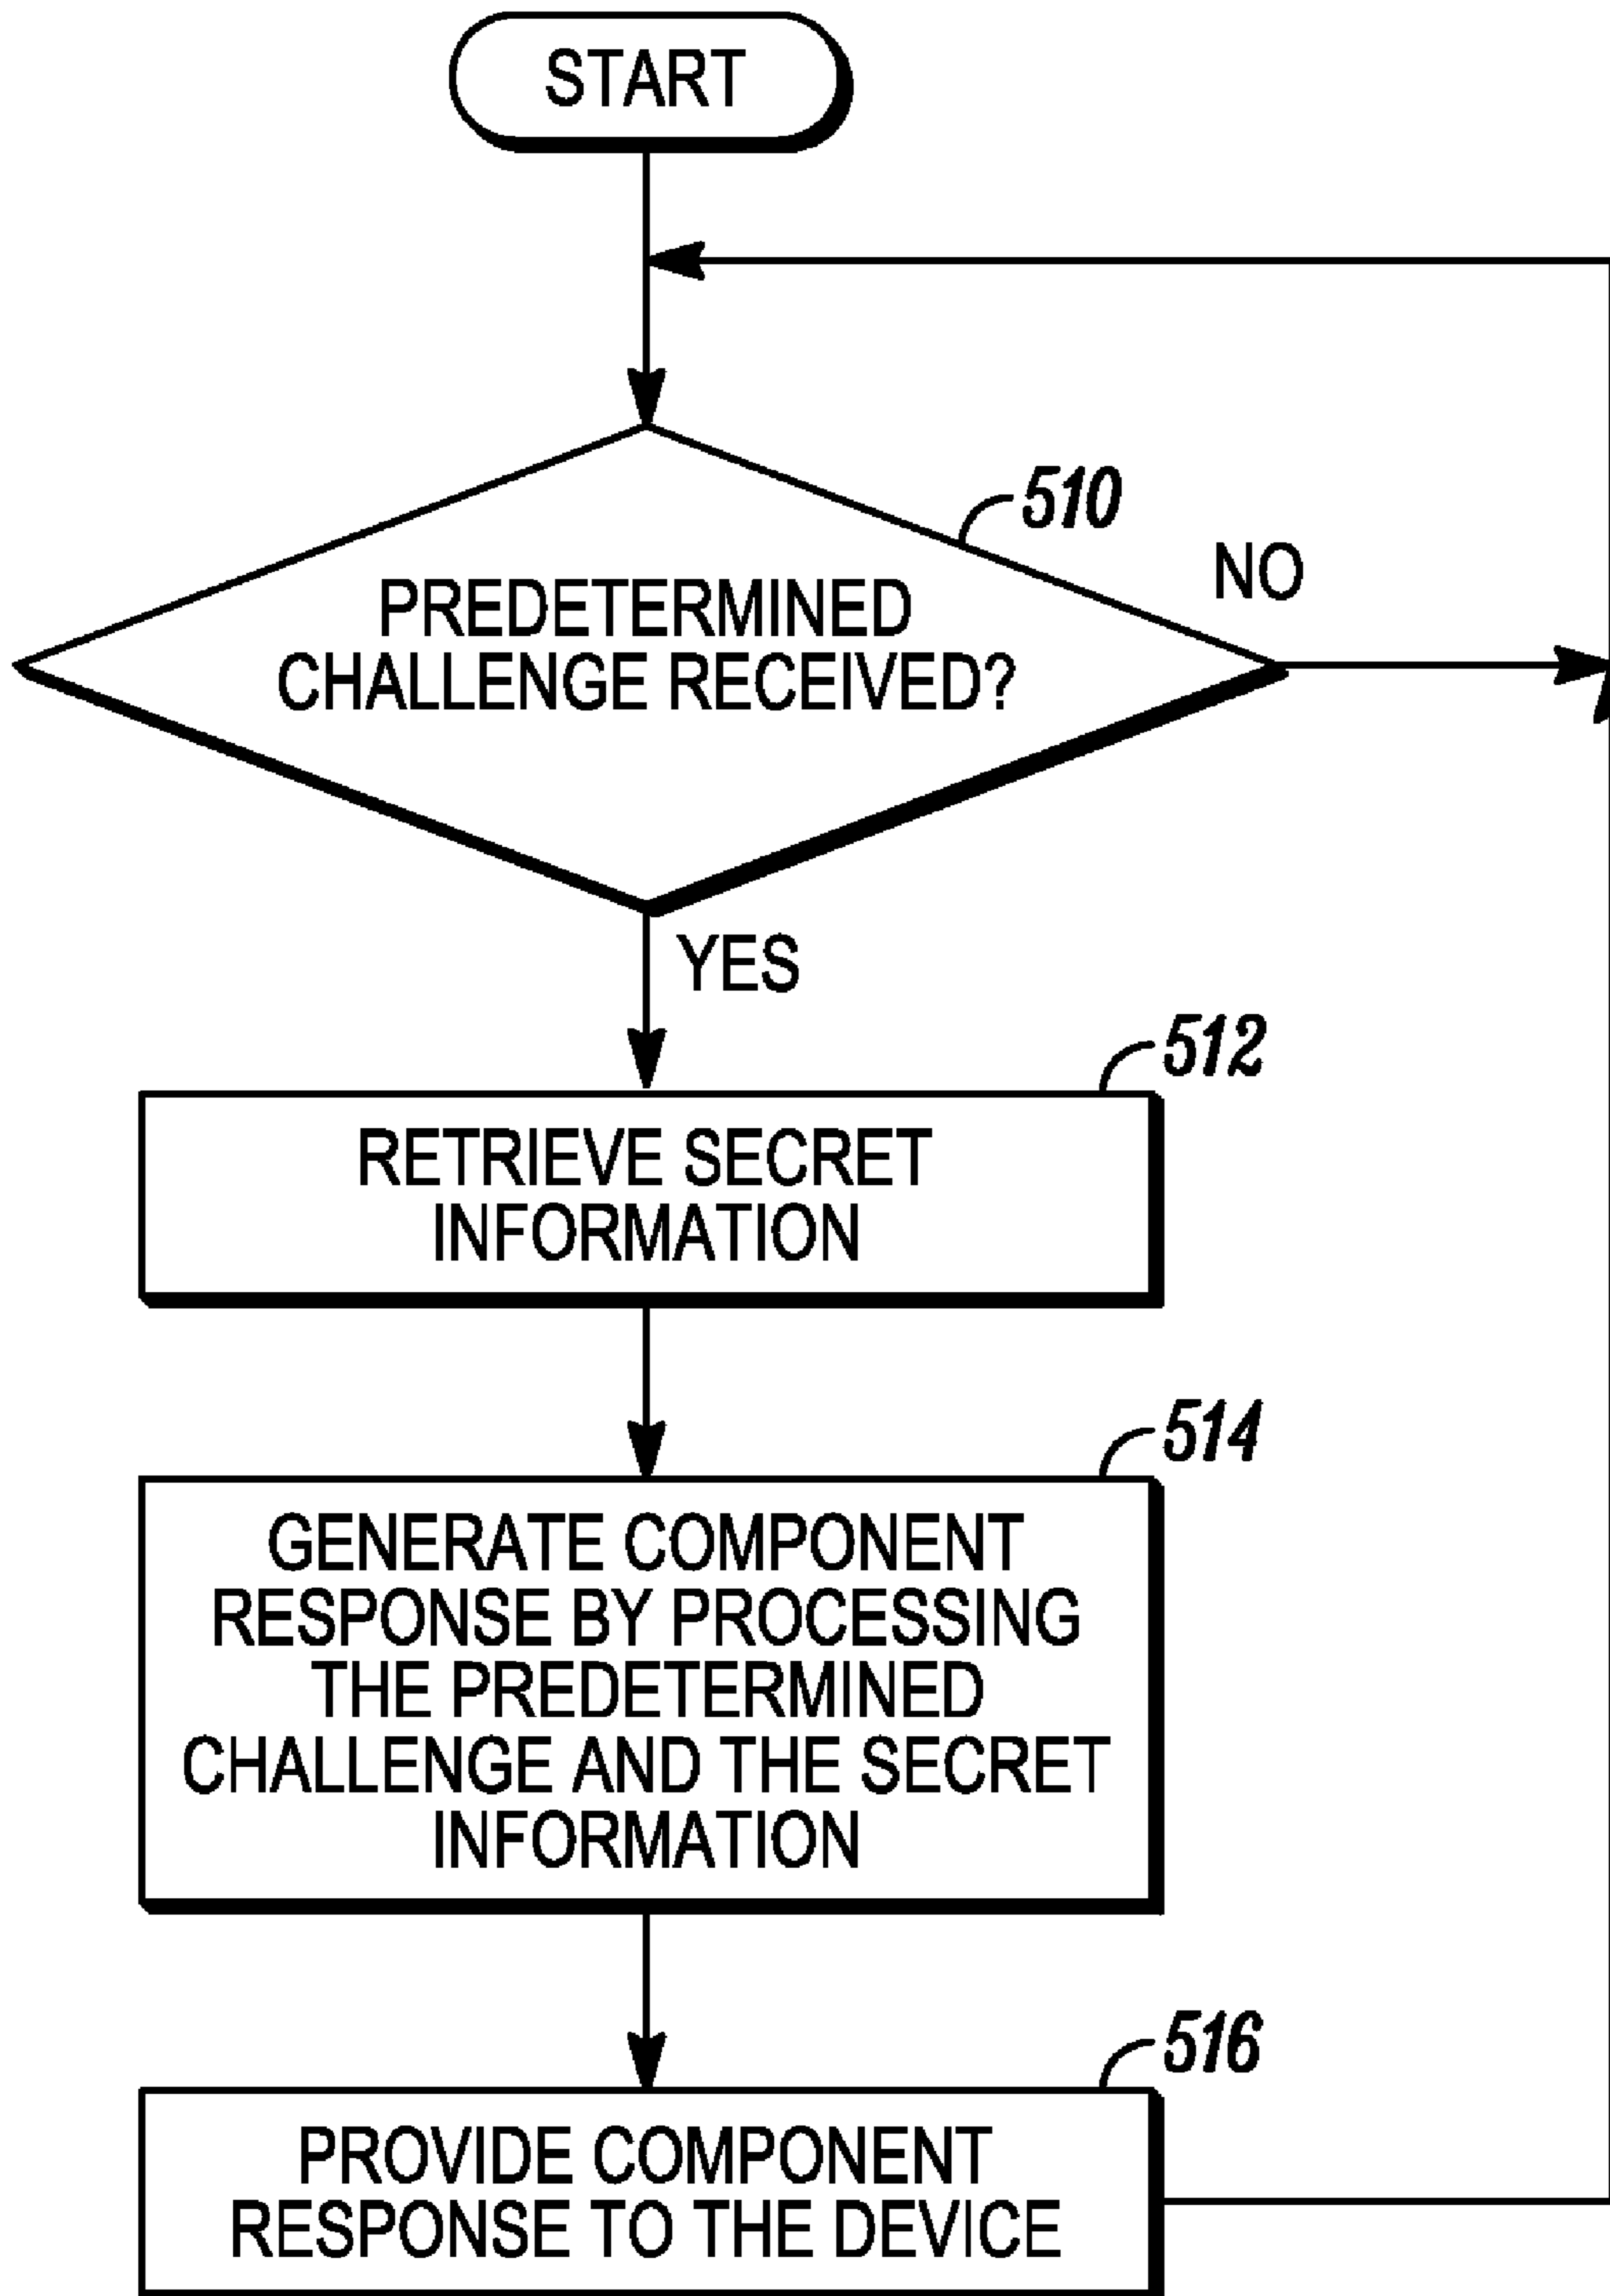 START
510
NO
PREDETERMINED
CHALLENGE RECEIVED?
YES
512
RETRIEVE SECRET
INFORMATION
514
GENERATE COMPONENT
RESPONSE BY PROCESSING
THE PREDETERMINED
CHALLENGE AND THE SECRET
INFORMATION
516
PROVIDE COMPONENT
RESPONSE TO THE DEVICE